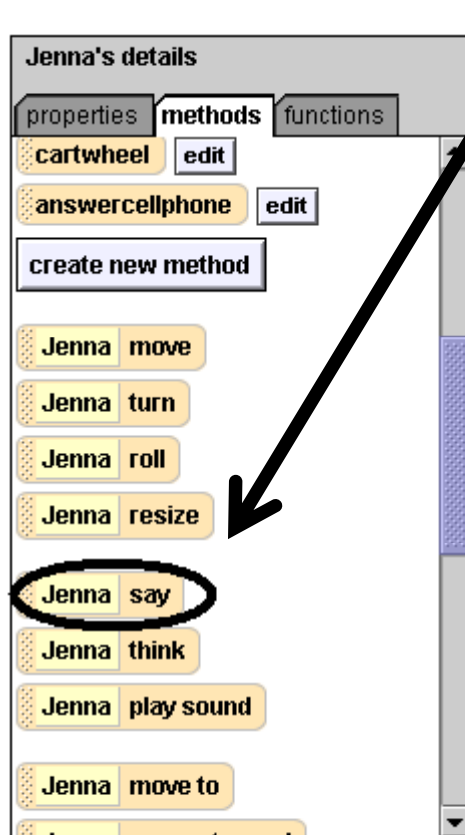 Jenna's details
properties methods functions
cartwheel edit
answercellphone edit
create new method
Jenna move
Jenna turn
Jenna roll
Jenna resize
Jenna say
Jenna think
Jenna play sound
Jenna move to